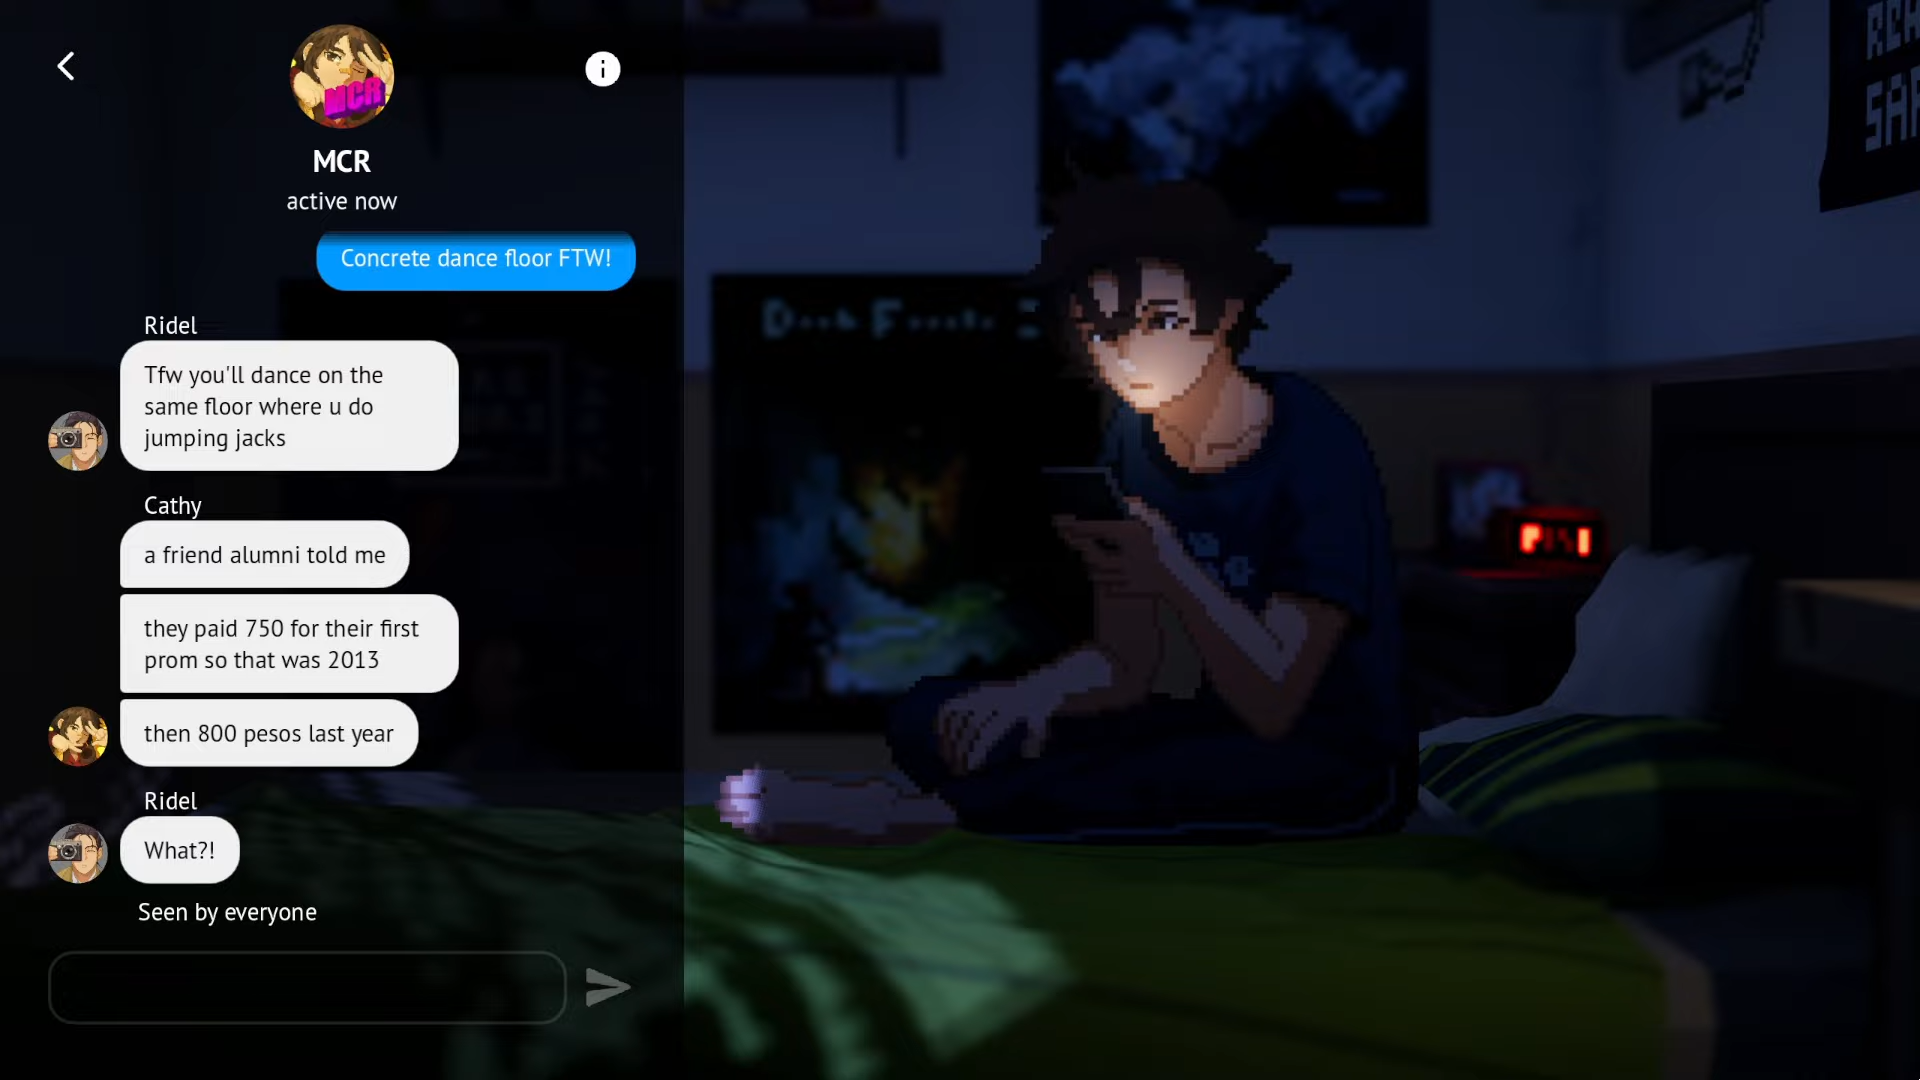 MCR
MCR
active now
Concrete dance floor FTW!
Ridel
Tfw you'll dance on the
same floor where u do
jumping jacks
Cathy
a friend alumni told me
they paid 750 for their first
prom so that was 2013
then 800 pesos last year
Ridel
What?!
Seen by everyone